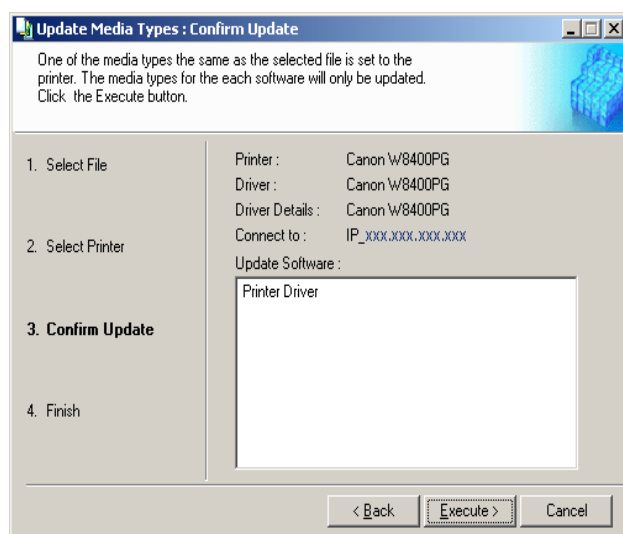 Update Media Types : Confirm Update
One of the media types the same as the selected file is set to the
printer. The media types for the each software will only be updated.
Click the Execute button.
1. Select File
2. Select Printer
3. Confirm Update
4. Finish
Printer : Canon W8400PG
Driver : Canon W8400PG
Driver Details : Canon W8400PG
Connect to : IP_xxx.xxx.xxx.xxx
Update Software :
Printer Driver
< Back
Execute >
Cancel